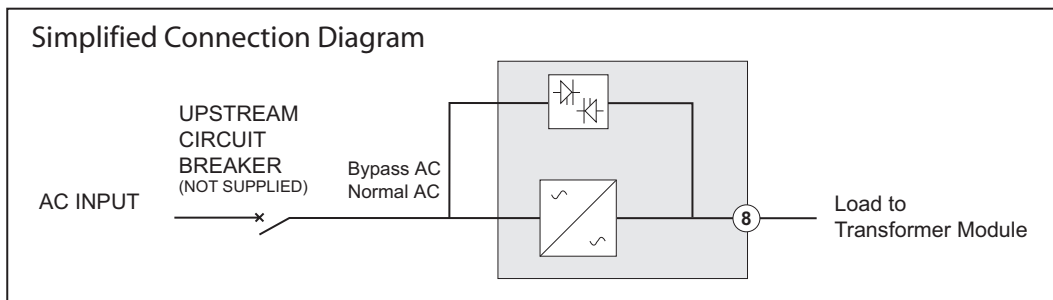 Simplified Connection Diagram
UPSTREAM
CIRCUIT
BREAKER
(NOT SUPPLIED)
Bypass AC
Normal AC
AC INPUT
8
Load to
Transformer Module